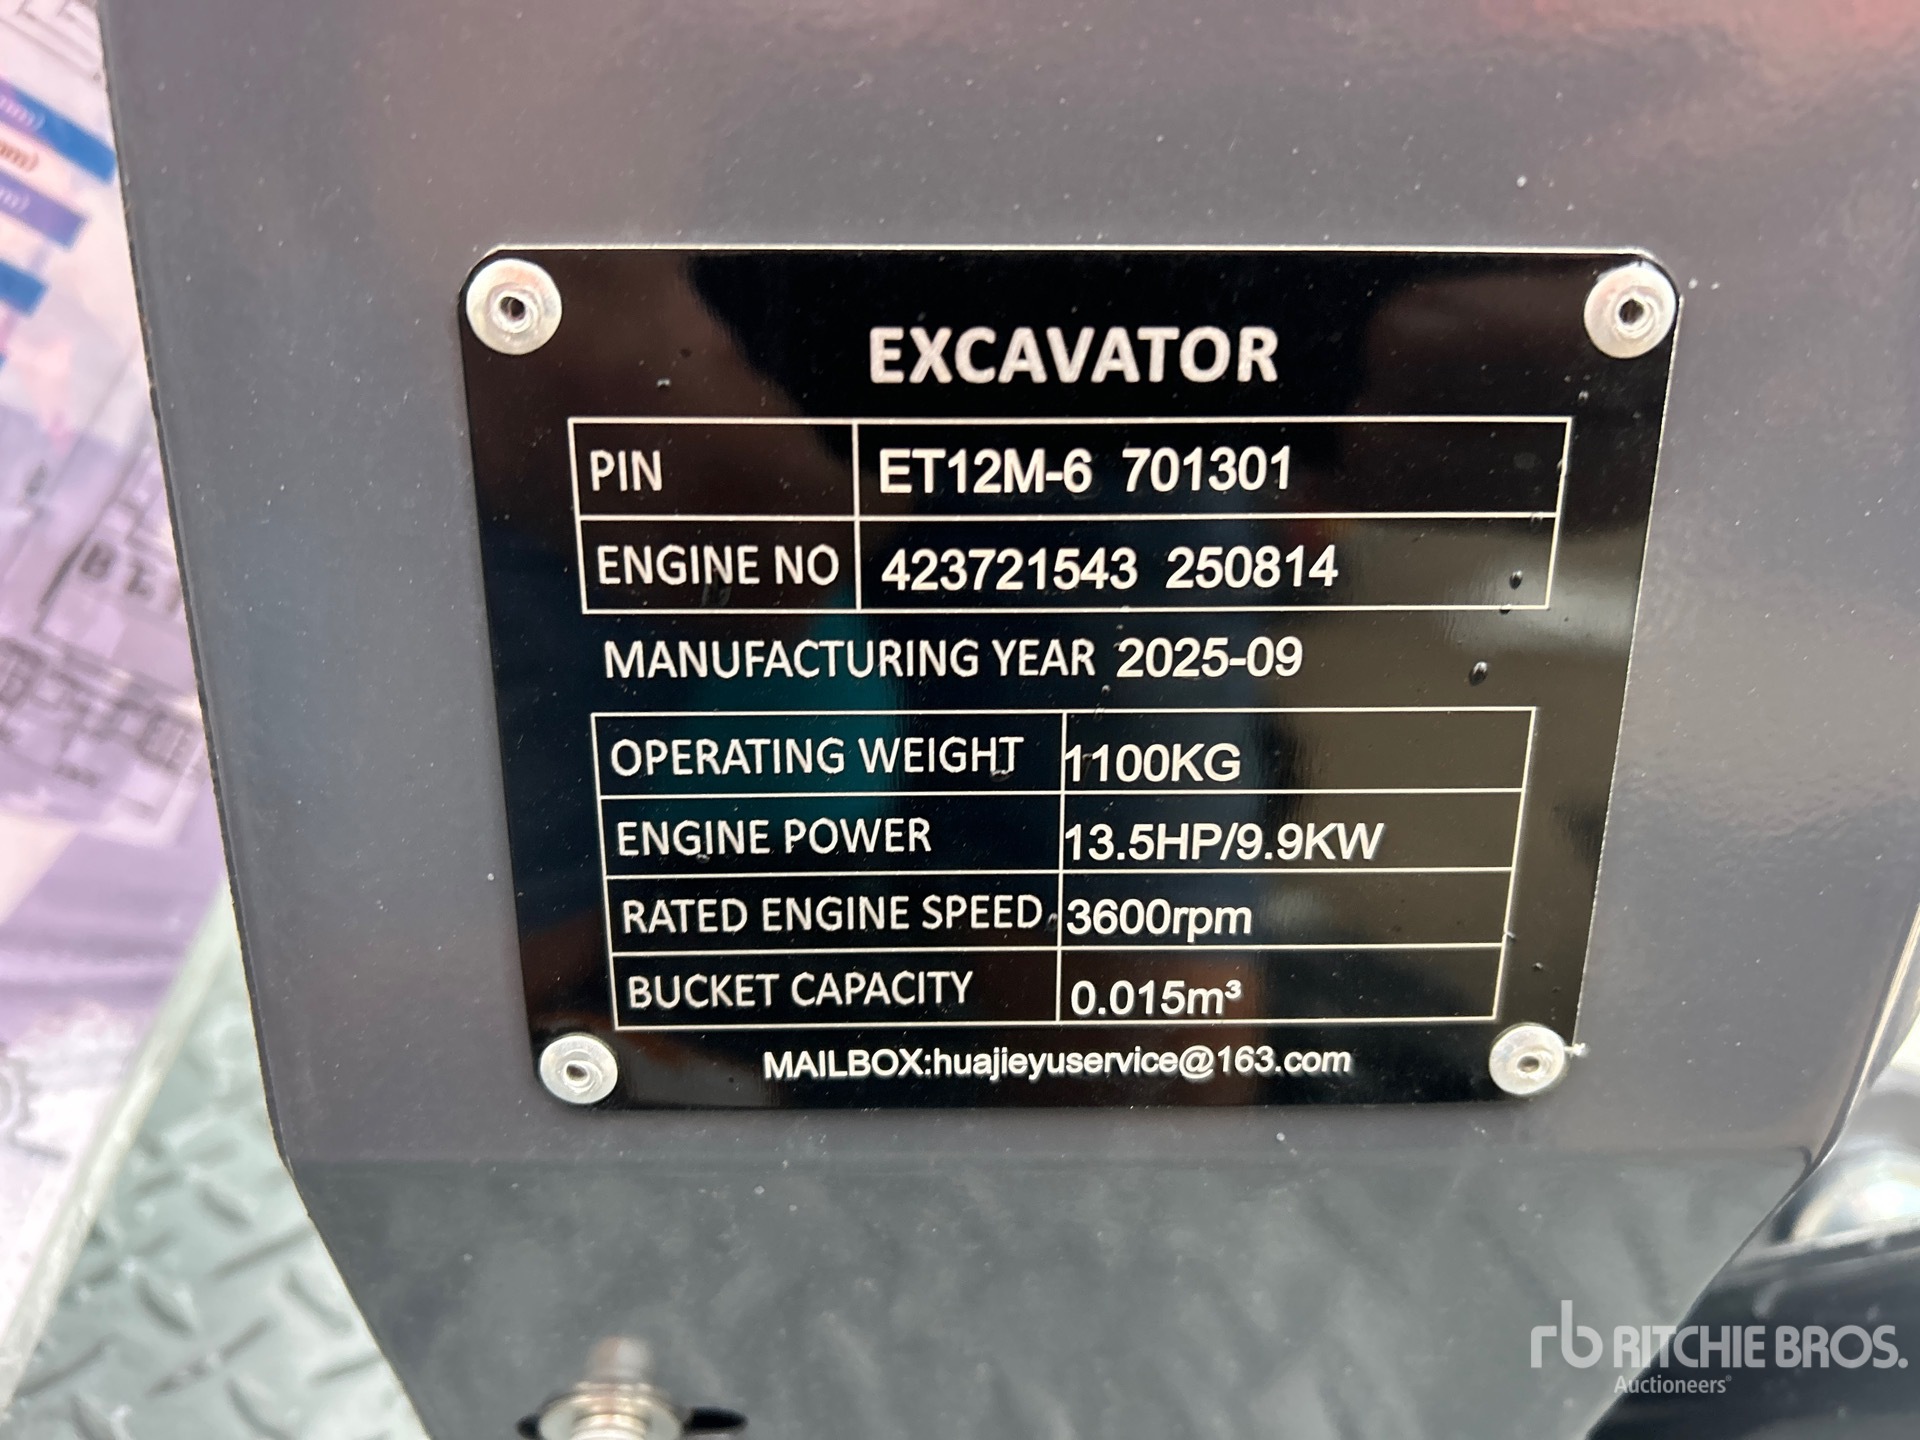 EXCAVATOR
PIN ET12M-6 701301
ENGINE NO 423721543 250814
MANUFACTURING YEAR 2025-09
OPERATING WEIGHT 1100KG
ENGINE POWER 13.5HP/9.9KW
RATED ENGINE SPEED 3600rpm
BUCKET CAPACITY 0.015m³
MAILBOX:huajieyuservice@163.com
rb RITCHIE BROS.
Auctioneers